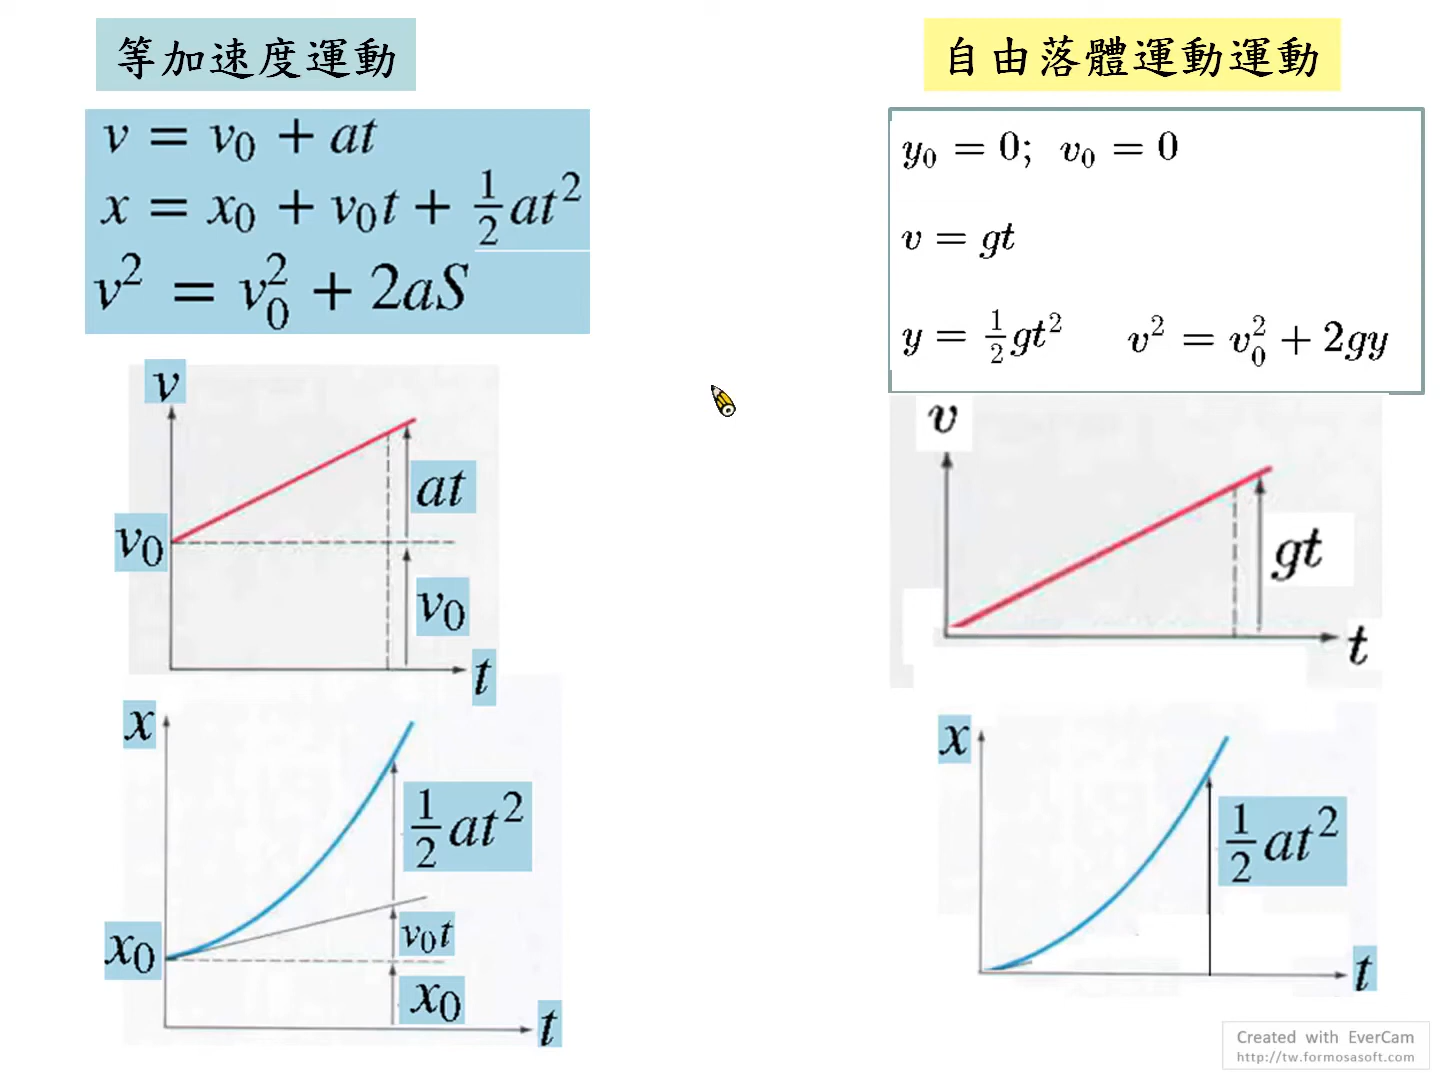 等加速度運動
v = v₀ + at
x = x₀ + v₀t + ½at²
v² = v₀² + 2aS
v
at
v₀
v₀
t
x
½at²
v₀t
x₀
x₀
t
自由落體運動運動
y₀ = 0; v₀ = 0
v = gt
y = ½gt² v² = v₀² + 2gy
v
gt
t
x
½at²
t
Created with EverCam
http://tw.formosasoft.com